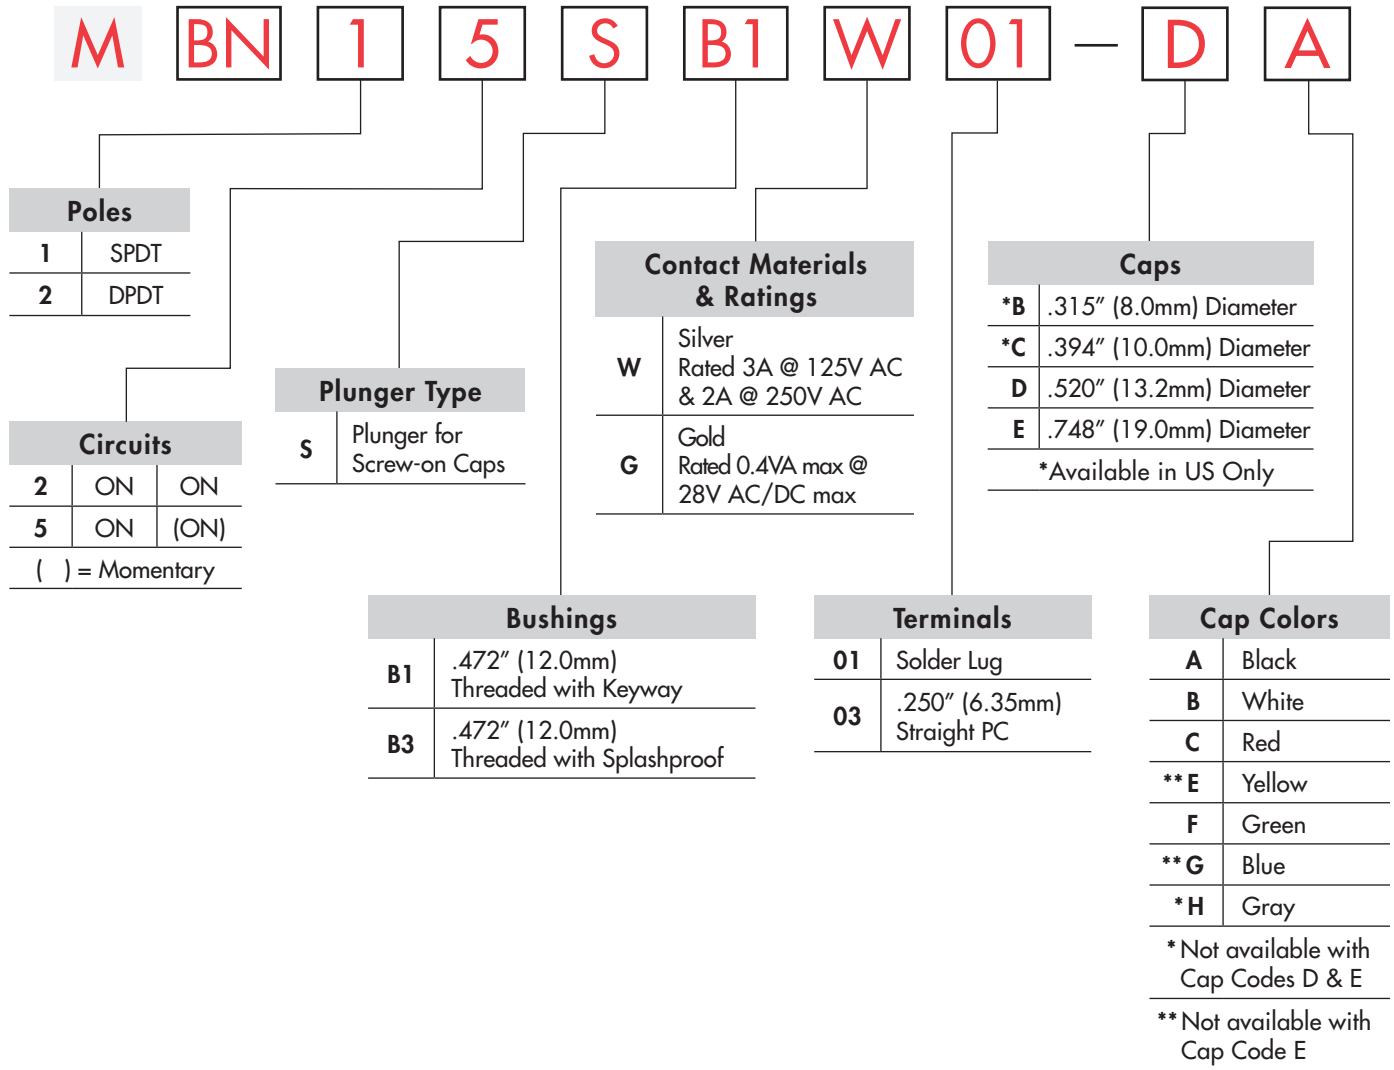 M BN 1 5 S B1 W 01 — D A
Poles
1 SPDT
2 DPDT
Circuits
2 ON ON
5 ON (ON)
( ) = Momentary
Plunger Type
S Plunger for
Screw-on Caps
Bushings
B1 .472" (12.0mm)
Threaded with Keyway
B3 .472" (12.0mm)
Threaded with Splashproof
Contact Materials
& Ratings
W Silver
Rated 3A @ 125V AC
& 2A @ 250V AC
G Gold
Rated 0.4VA max @
28V AC/DC max
Terminals
01 Solder Lug
03 .250" (6.35mm)
Straight PC
Caps
*B .315" (8.0mm) Diameter
*C .394" (10.0mm) Diameter
D .520" (13.2mm) Diameter
E .748" (19.0mm) Diameter
*Available in US Only
Cap Colors
A Black
B White
C Red
**E Yellow
F Green
**G Blue
*H Gray
*Not available with
Cap Codes D & E
**Not available with
Cap Code E